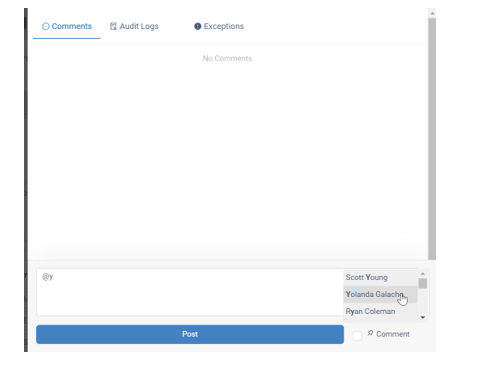 Comments Audit Logs Exceptions
No Comments
@y
Scott Young
Yolanda Galacho
Ryan Coleman
Post
Comment